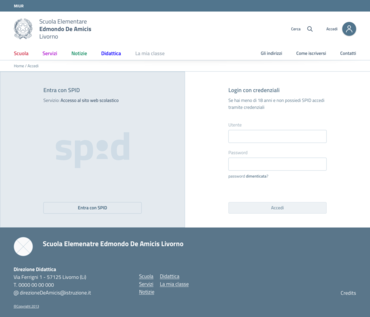 MIUR
Scuola Elementare
Edmondo De Amicis
Livorno
Cerca
Accedi
Scuola Servizi Notizie Didattica La mia classe
Gli indirizzi Come iscriversi Contatti
Home / Accedi
Entra con SPID
Servizio: Accesso al sito web scolastico
spid
Entra con SPID
Login con credenziali
Se hai meno di 18 anni o non possiedi SPID accedi
tramite credenziali
Utente
Password
password dimenticata?
Accedi
Scuola Elemenatre Edmondo De Amicis Livorno
Direzione Didattica
Via Ferrigni 1 - 57125 Livorno (LI)
T. 0000 00 00 000
@ direzioneDeAmicis@istruzione.it
Scuola Didattica
Servizi La mia classe
Notizie
Credits